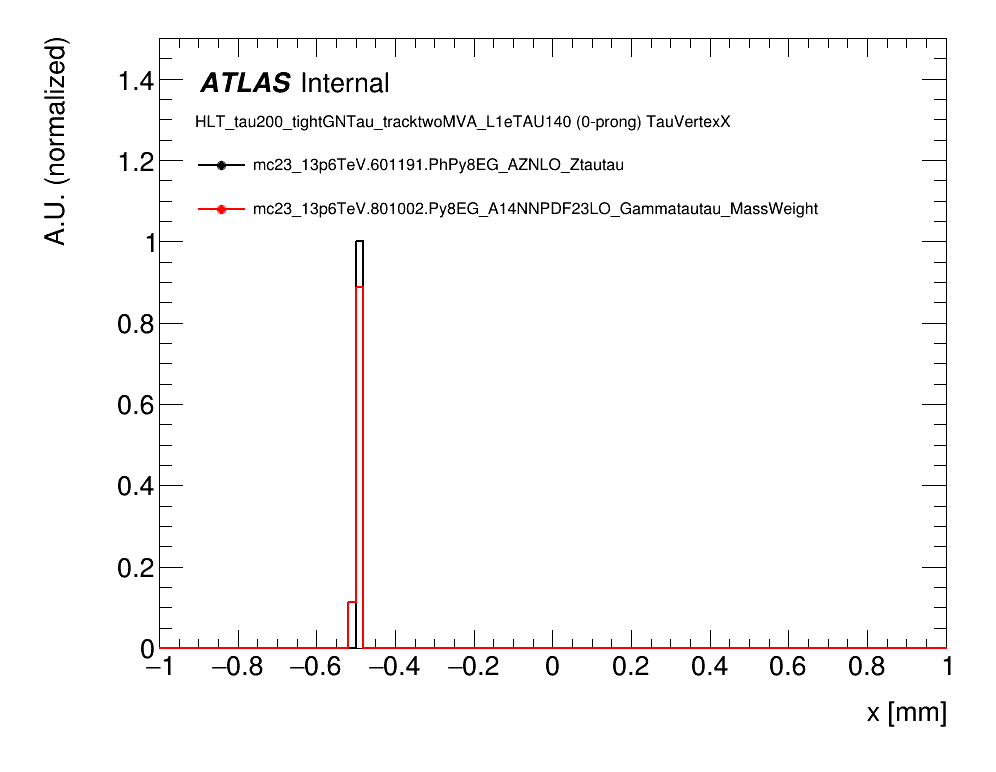 A.U. (normalized)
ATLAS Internal
HLT_tau200_tightGNTau_tracktwoMVA_L1eTAU140 (0-prong) TauVertexX
mc23_13p6TeV.601191.PhPy8EG_AZNLO_Ztautau
mc23_13p6TeV.801002.Py8EG_A14NNPDF23LO_Gammatautau_MassWeight
1.4
1.2
1
0.8
0.6
0.4
0.2
0
−1 −0.8 −0.6 −0.4 −0.2 0 0.2 0.4 0.6 0.8 1
x [mm]